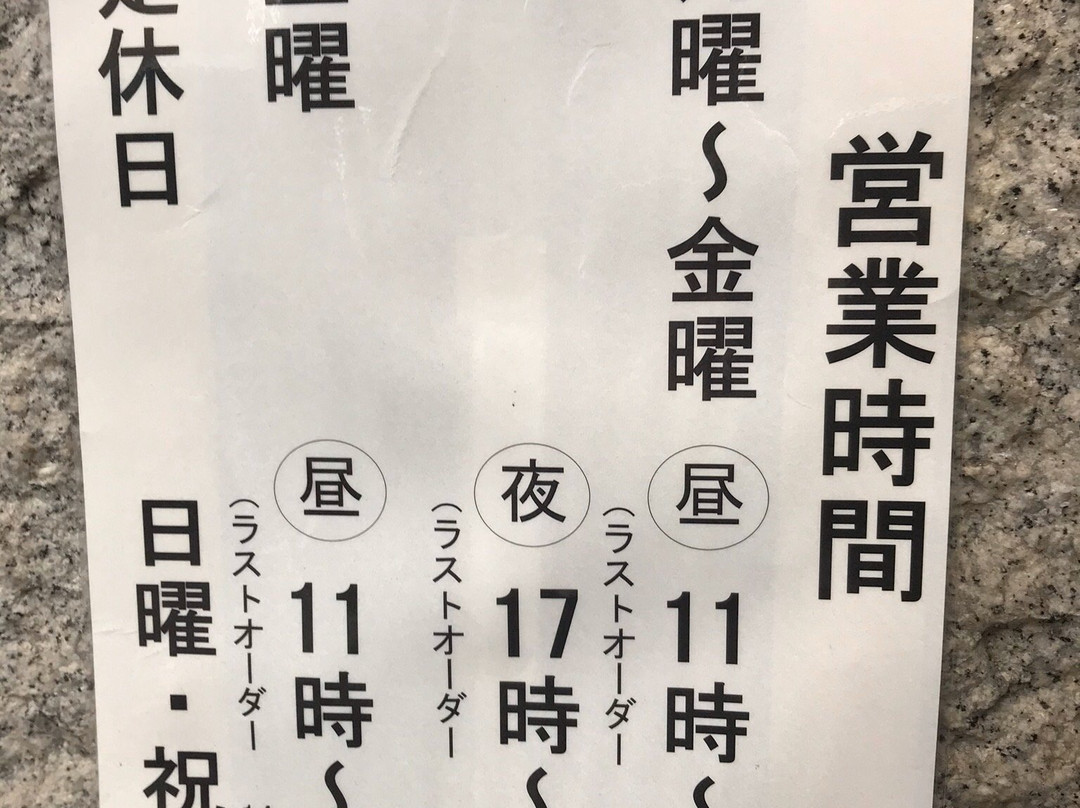 営業時間
曜～金曜
昼 11時～
(ラストオーダー
夜 17時～
(ラストオーダー
曜
昼 11時～
(ラストオーダー
定休日
日曜・祝